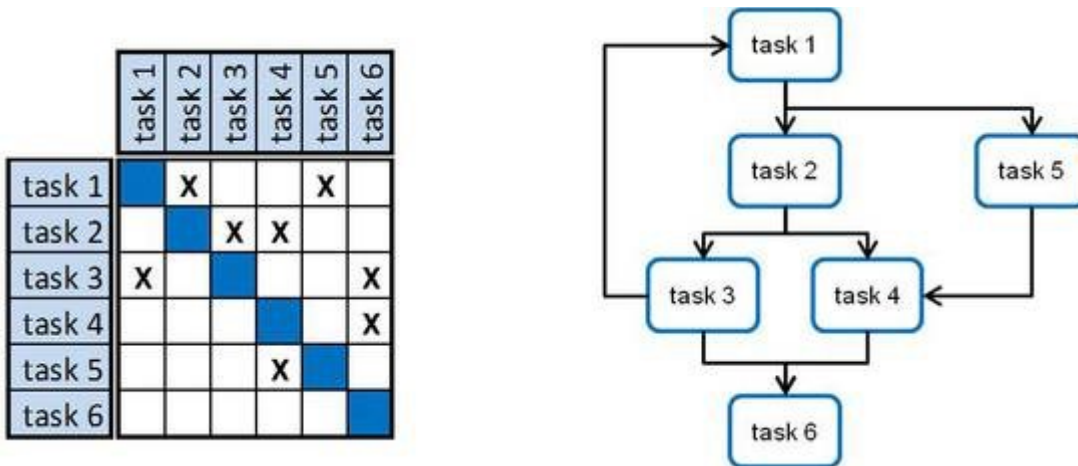 task 1
task 2
task 3
task 4
task 5
task 6
task 1 X X
task 2 X X
task 3 X X
task 4 X
task 5 X
task 6
task 1
task 2
task 5
task 3
task 4
task 6